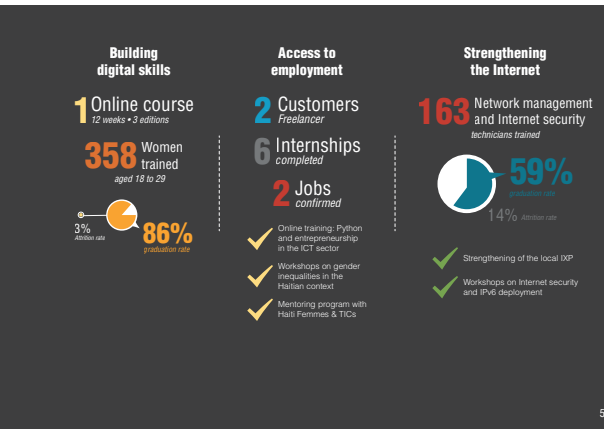 Building
digital skills
1 Online course
12 weeks • 3 editions
358 Women
trained
aged 18 to 29
3%
Attrition rate
86%
graduation rate
Access to
employment
2 Customers
Freelancer
6 Internships
completed
2 Jobs
confirmed
Online training: Python
and entrepreneurship
in the ICT sector
Workshops on gender
inequalities in the
Haitian context
Mentoring program with
Haiti Femmes & TICs
Strengthening
the Internet
163 Network management
and Internet security
technicians trained
59%
graduation rate
14% Attrition rate
Strengthening of the local IXP
Workshops on Internet security
and IPv6 deployment
5